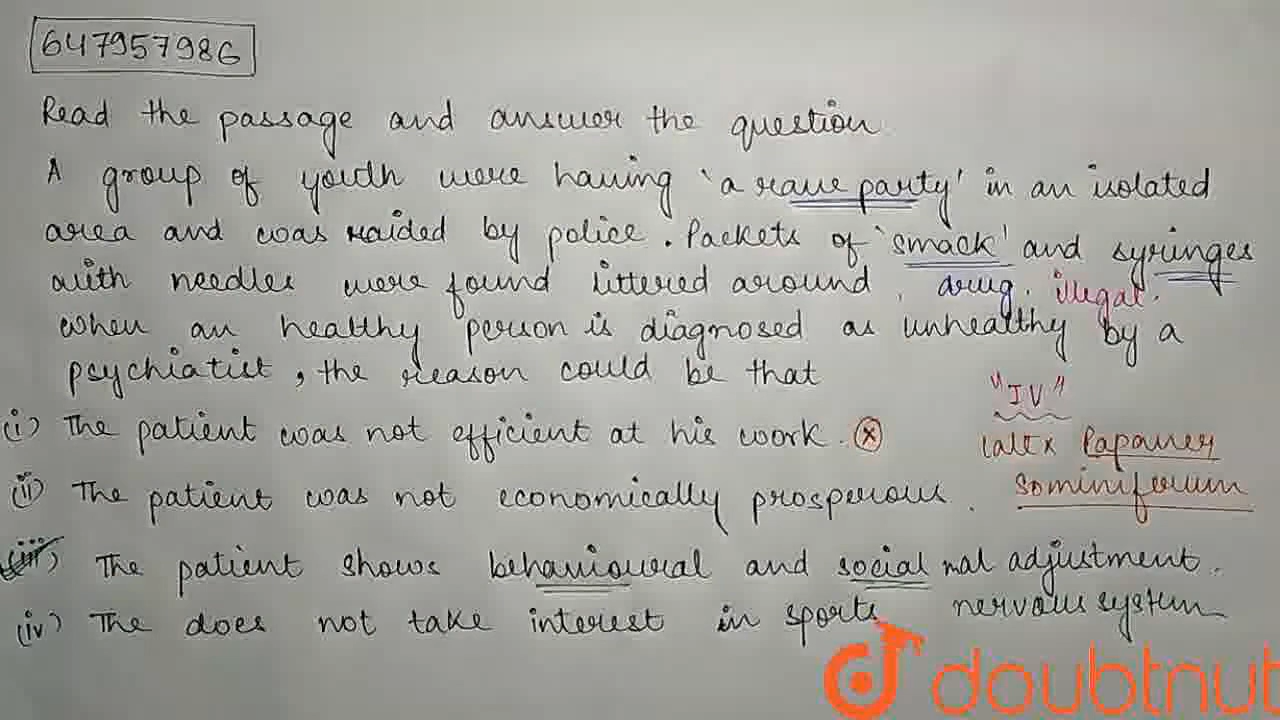 647957986
Read the passage and answer the question
A group of youth were having 'a rave party' in an isolated
area and was raided by police. Packets of 'smack' and syringes
with needles were found littered around. drug. illegal.
when an healthy person is diagnosed as unhealthy by a
psychiatist, the reason could be that
"IV"
(i) The patient was not efficient at his work. x
latex Papaver
(ii) The patient was not economically prosperous.
Sominiferum
(iii) The patient shows behavioural and social mal adjustment.
(iv) The does not take interest in sports nervous system
doubtnut